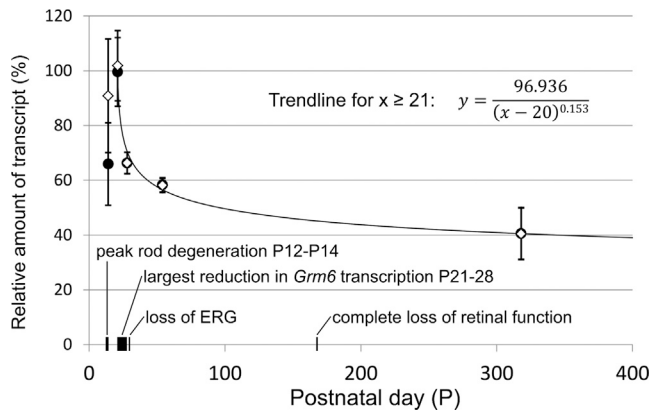 Relative amount of transcript (%)
120
100
80
60
40
20
0
Trendline for x ≥ 21: y = 96.936 / (x − 20)^0.153
peak rod degeneration P12-P14
largest reduction in Grm6 transcription P21-28
loss of ERG
complete loss of retinal function
0 100 200 300 400
Postnatal day (P)